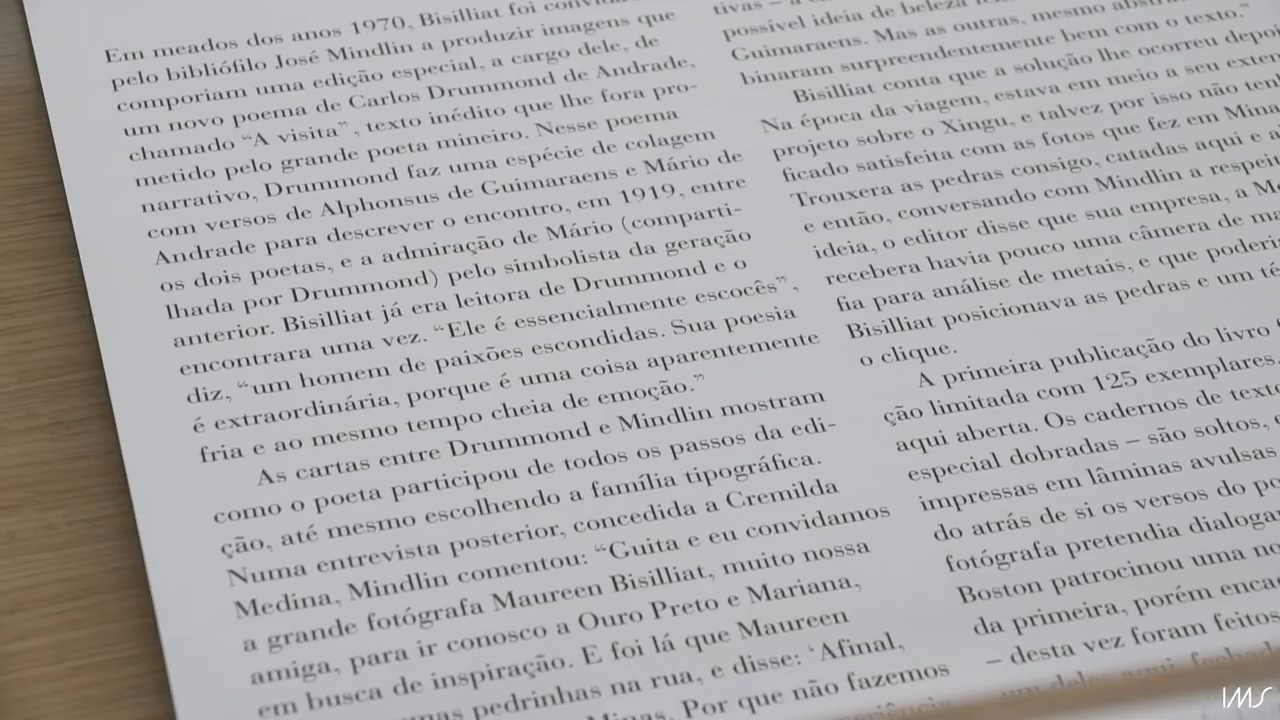 Em meados dos anos 1970, Bisilliat foi
pelo bibliófilo José Mindlin a produzir imagens que
comporiam uma edição especial, a cargo dele, de
um novo poema de Carlos Drummond de Andrade,
chamado “A visita”, texto inédito que lhe fora pro-
metido pelo grande poeta mineiro. Nesse poema
narrativo, Drummond faz uma espécie de colagem
com versos de Alphonsus de Guimaraens e Mário de
Andrade para descrever o encontro, em 1919, entre
os dois poetas, e a admiração de Mário (comparti-
lhada por Drummond) pelo simbolista da geração
anterior. Bisilliat já era leitora de Drummond e o
encontrara uma vez. “Ele é essencialmente escocês”,
diz, “um homem de paixões escondidas. Sua poesia
é extraordinária, porque é uma coisa aparentemente
fria e ao mesmo tempo cheia de emoção.”
As cartas entre Drummond e Mindlin mostram
como o poeta participou de todos os passos da edi-
ção, até mesmo escolhendo a família tipográfica.
Numa entrevista posterior, concedida a Cremilda
Medina, Mindlin comentou: “Guita e eu convidamos
a grande fotógrafa Maureen Bisilliat, muito nossa
amiga, para ir conosco a Ouro Preto e Mariana,
em busca de inspiração. E foi lá que Maureen
pedrinhas na rua, e disse: ‘Afinal,
Minas. Por que não fazemos
tivas – a
possível ideia de beleza
Guimaraens. Mas as outras, mesmo
binaram surpreendentemente bem com o texto.”
Bisilliat conta que a solução lhe ocorreu
Na época da viagem, estava em meio a seu
projeto sobre o Xingu, e talvez por isso não
ficado satisfeita com as fotos que fez em
Trouxera as pedras consigo, catadas aqui e
e então, conversando com Mindlin a
ideia, o editor disse que sua empresa, a
recebera havia pouco uma câmera de
fia para análise de metais, e que
Bisilliat posicionava as pedras e um
o clique.
A primeira publicação do livro
ção limitada com 125 exemplares,
aqui aberta. Os cadernos de
especial dobradas – são soltos,
impressas em lâminas avulsas
do atrás de si os versos do
fotógrafa pretendia
Boston patrocinou uma
da primeira, porém
– desta vez foram feitos
IMS